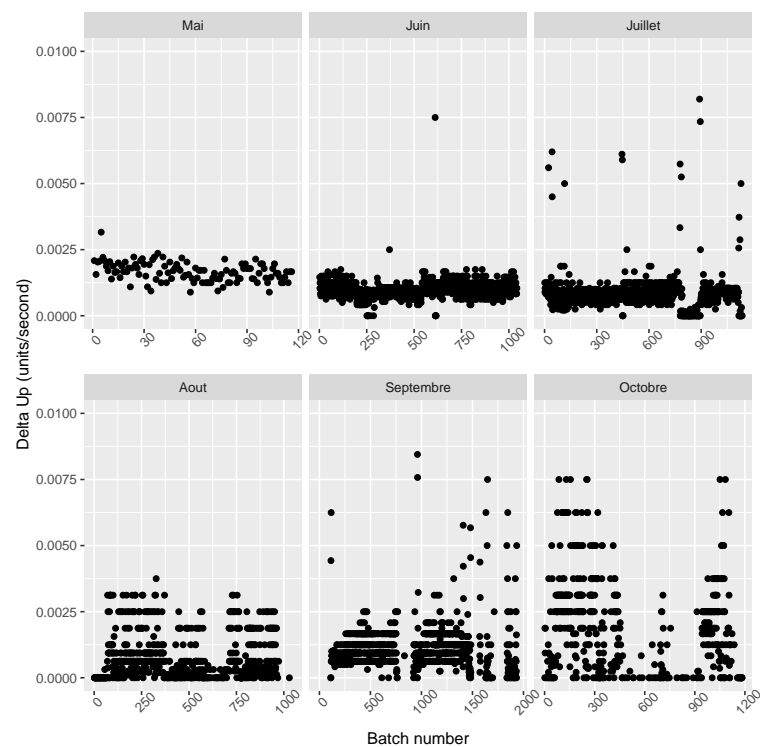 Mai Juin Juillet
0.0100
0.0075
0.0050
0.0025
0.0000
0 30 60 90 120 0 250 500 750 1000 0 300 600 900
Delta Up (units/second)
Aout Septembre Octobre
0.0100
0.0075
0.0050
0.0025
0.0000
0 250 500 750 1000 0 500 1000 1500 2000 0 300 600 900 1200
Batch number